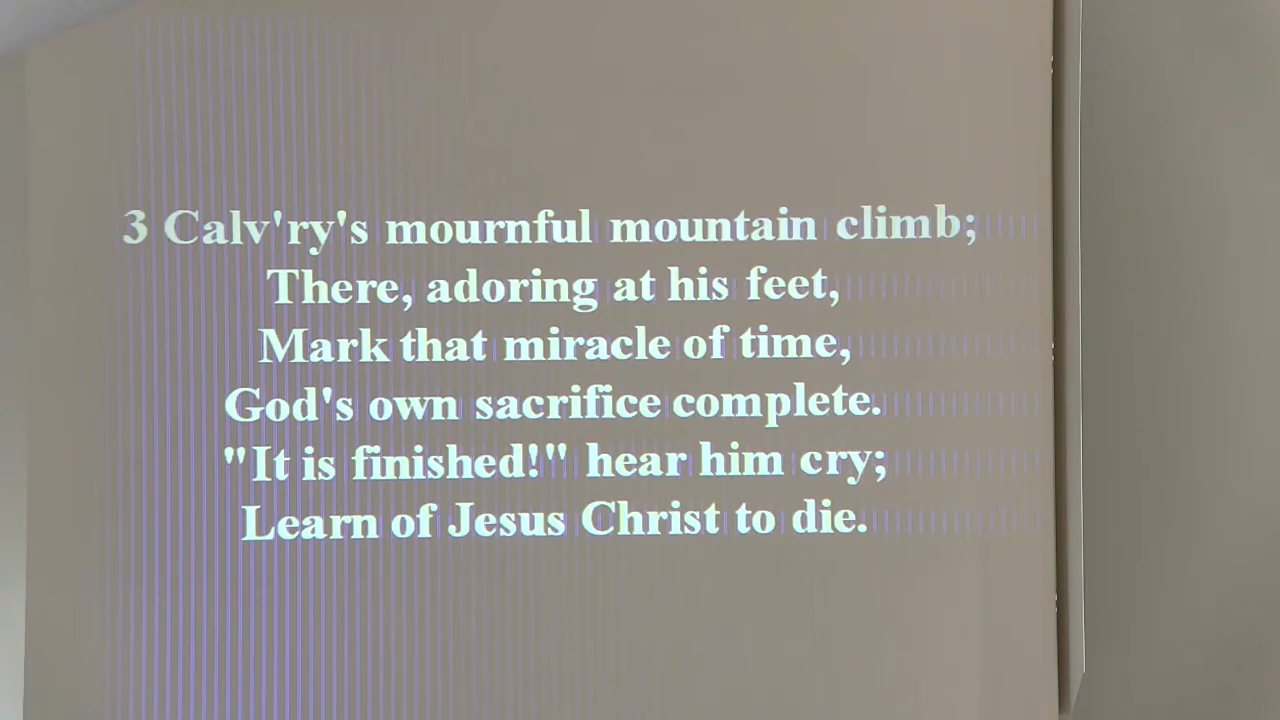 3 Calv'ry's mournful mountain climb;
There, adoring at his feet,
Mark that miracle of time,
God's own sacrifice complete.
"It is finished!" hear him cry;
Learn of Jesus Christ to die.